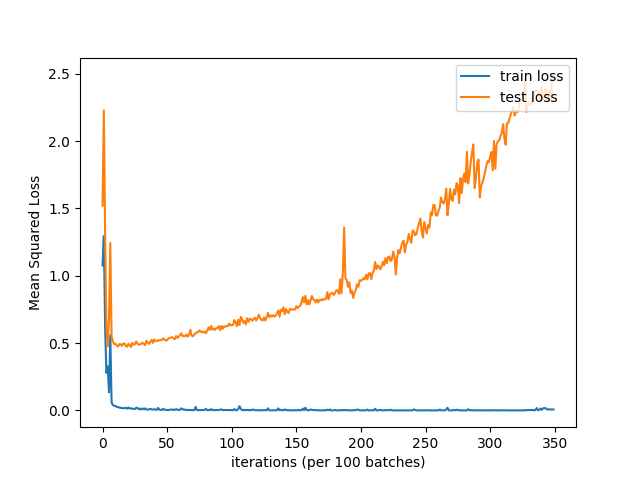 2.5
2.0
1.5
1.0
0.5
0.0
Mean Squared Loss
train loss
test loss
0 50 100 150 200 250 300 350
iterations (per 100 batches)